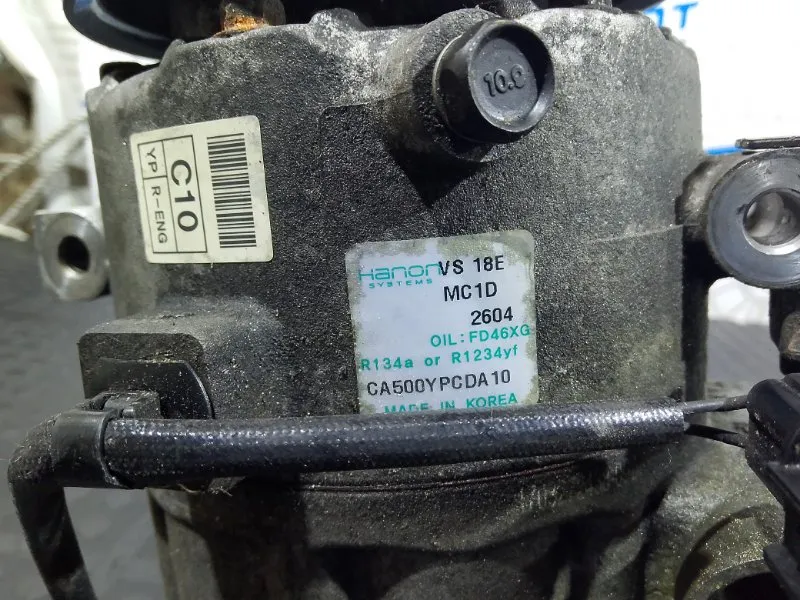 10.9
C10
YP R-ENG
Hanon VS 18E
SYSTEMS
MC1D
2604
OIL: FD46XG
R134a or R1234yf
CA500YPCDA10
MADE IN KOREA